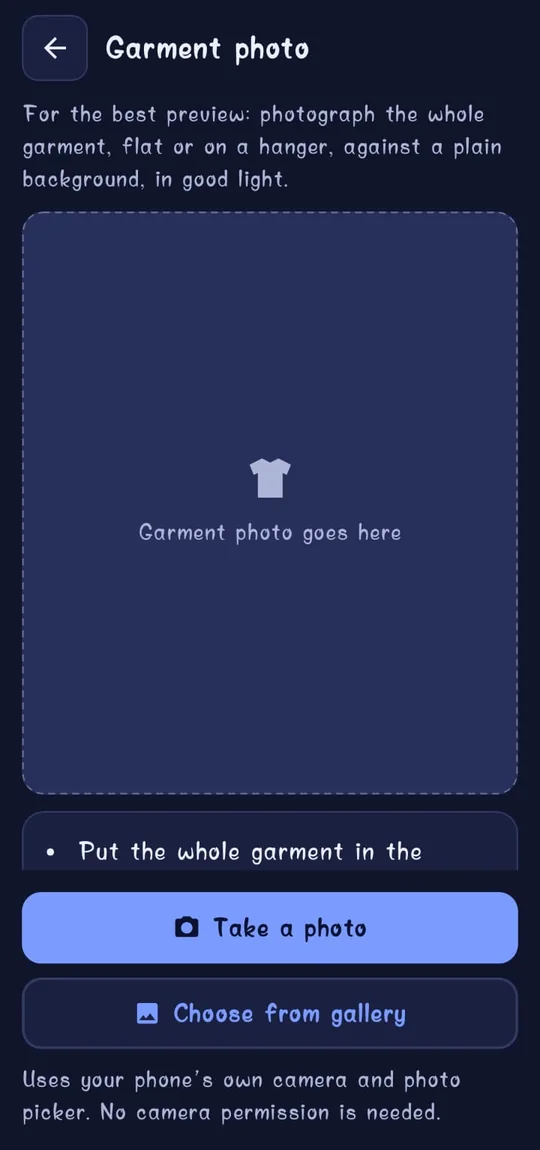 Garment photo
For the best preview: photograph the whole
garment, flat or on a hanger, against a plain
background, in good light.
Garment photo goes here
• Put the whole garment in the
Take a photo
Choose from gallery
Uses your phone's own camera and photo
picker. No camera permission is needed.